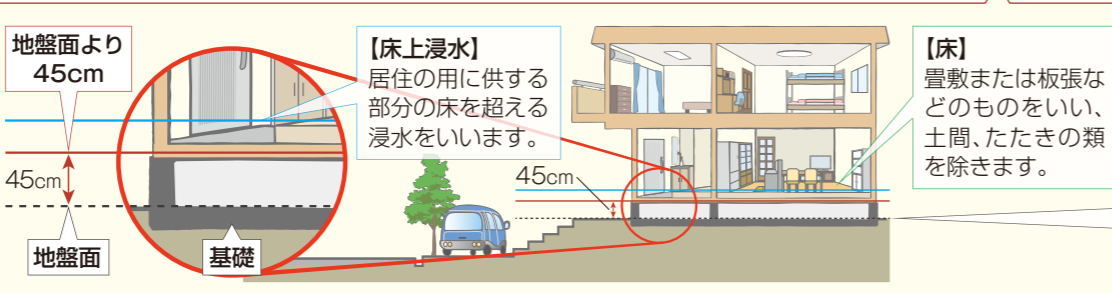 地盤面より
45cm
45cm
地盤面
基礎
【床上浸水】
居住の用に供する
部分の床を超える
浸水をいいます。
45cm
【床】
畳敷または板張な
どのものをいい、
土間、たたきの類
を除きます。